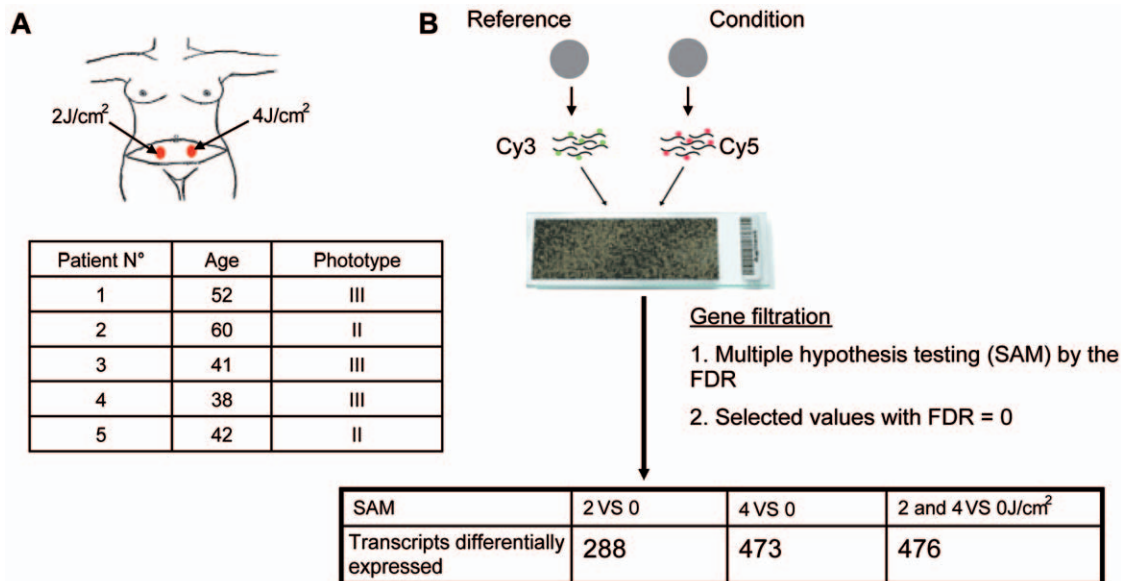 A
2J/cm²
4J/cm²
Patient N° Age Phototype
1 52 III
2 60 II
3 41 III
4 38 III
5 42 II
B
Reference Condition
Cy3 Cy5
Gene filtration
1. Multiple hypothesis testing (SAM) by the
FDR
2. Selected values with FDR = 0
SAM 2 VS 0 4 VS 0 2 and 4 VS 0J/cm²
Transcripts differentially
expressed 288 473 476